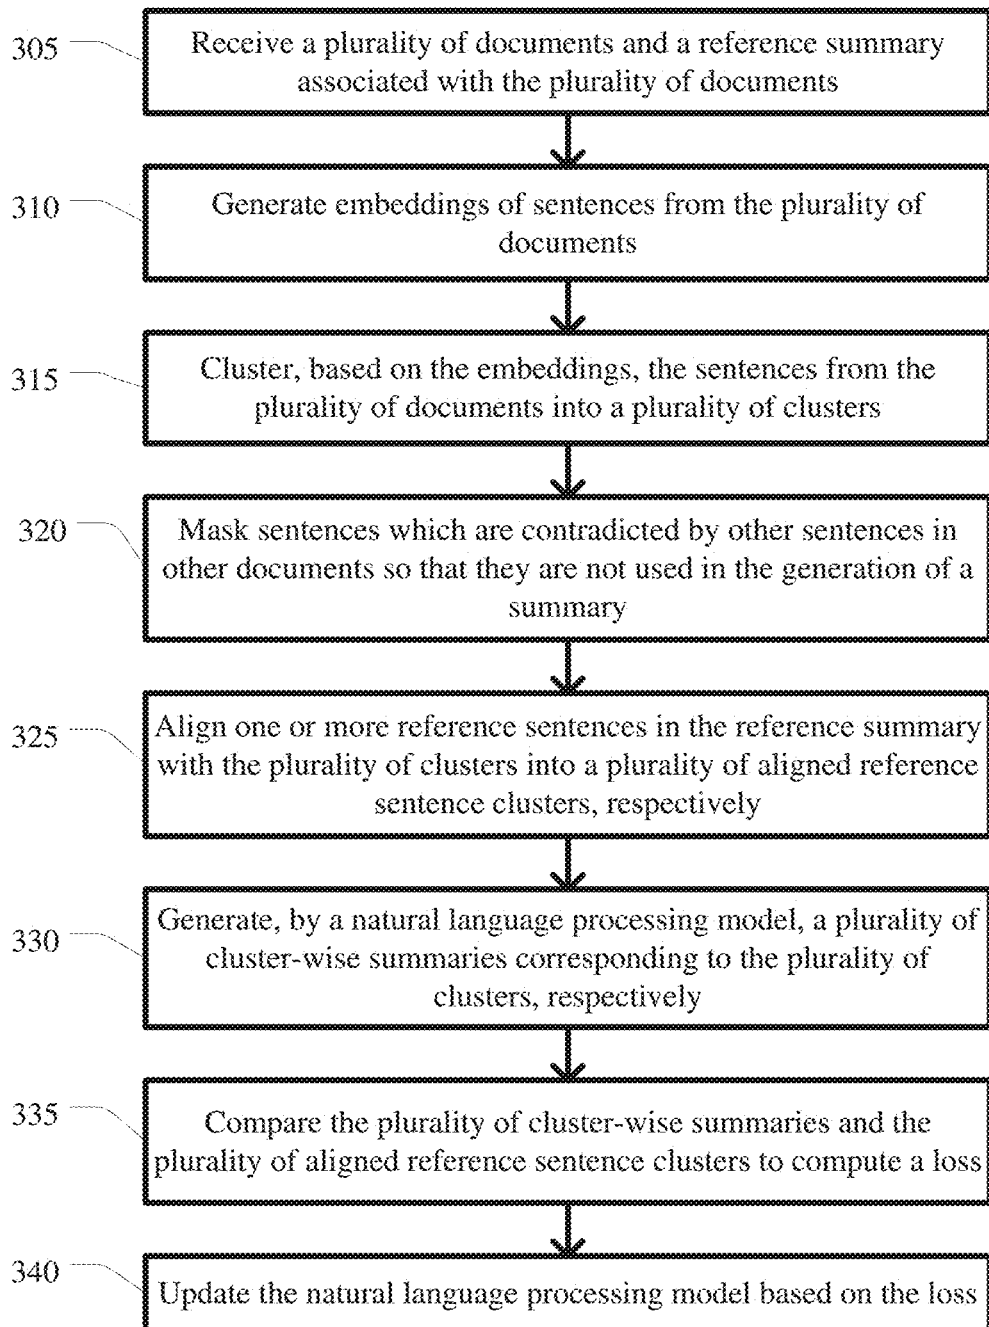 305
Receive a plurality of documents and a reference summary
associated with the plurality of documents
310
Generate embeddings of sentences from the plurality of
documents
315
Cluster, based on the embeddings, the sentences from the
plurality of documents into a plurality of clusters
320
Mask sentences which are contradicted by other sentences in
other documents so that they are not used in the generation of a
summary
325
Align one or more reference sentences in the reference summary
with the plurality of clusters into a plurality of aligned reference
sentence clusters, respectively
330
Generate, by a natural language processing model, a plurality of
cluster-wise summaries corresponding to the plurality of
clusters, respectively
335
Compare the plurality of cluster-wise summaries and the
plurality of aligned reference sentence clusters to compute a loss
340
Update the natural language processing model based on the loss